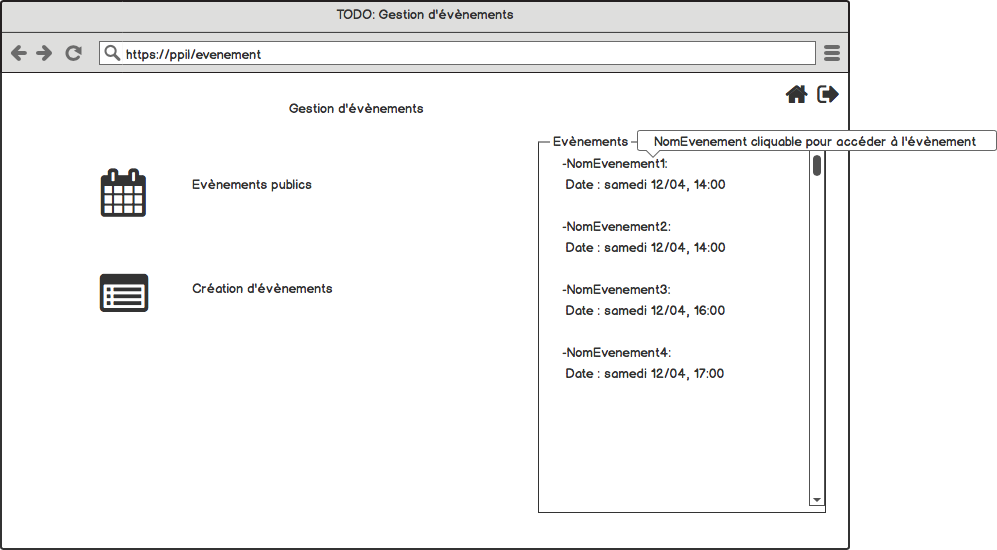 TODO: Gestion d'évènements
https://ppil/evenement
Gestion d'évènements
Evènements publics
Création d'évènements
Evènements
NomEvenement cliquable pour accéder à l'évènement
-NomEvenement1:
Date : samedi 12/04, 14:00
-NomEvenement2:
Date : samedi 12/04, 14:00
-NomEvenement3:
Date : samedi 12/04, 16:00
-NomEvenement4:
Date : samedi 12/04, 17:00